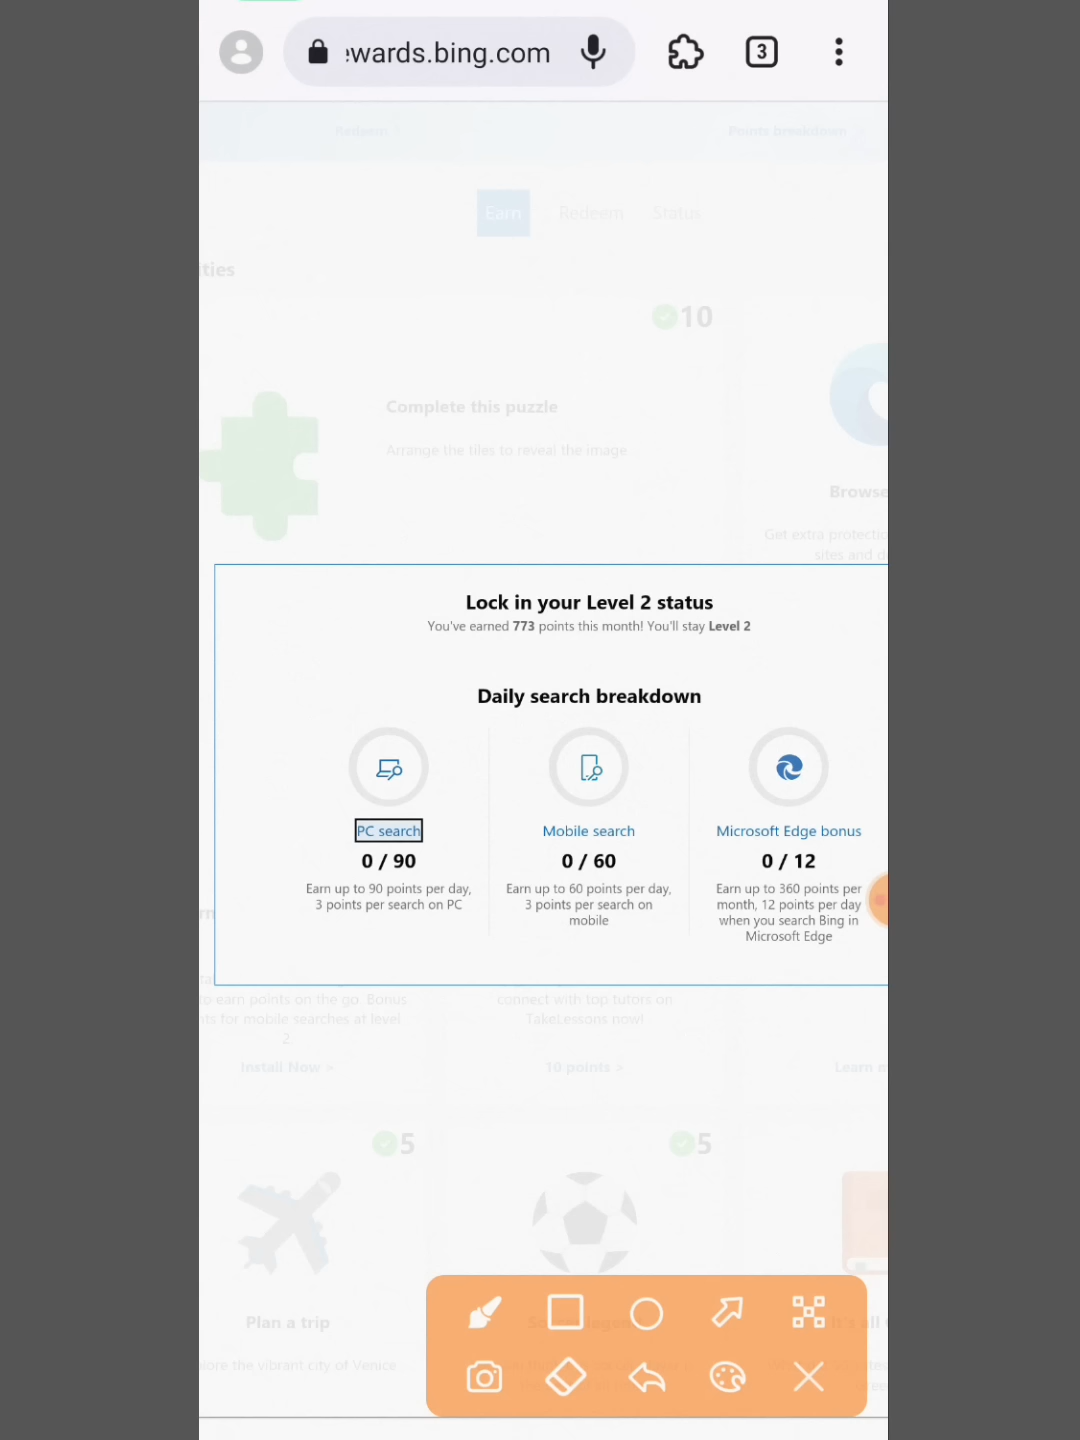 wards.bing.com
3
Redeem
Points breakdown
Earn
Redeem
Status
ties
10
Complete this puzzle
Arrange the tiles to reveal the image.
Browse
Get extra protectio
sites and d
Lock in your Level 2 status
You've earned 773 points this month! You'll stay Level 2
Daily search breakdown
PC search
0 / 90
Earn up to 90 points per day,
3 points per search on PC
Mobile search
0 / 60
Earn up to 60 points per day,
3 points per search on
mobile
Microsoft Edge bonus
0 / 12
Earn up to 360 points per
month, 12 points per day
when you search Bing in
Microsoft Edge
to earn points on the go. Bonus
nts for mobile searches at level
2.
Install Now >
connect with top tutors on
TakeLessons now!
10 points >
Learn m
5
Plan a trip
lore the vibrant city of Venice
5